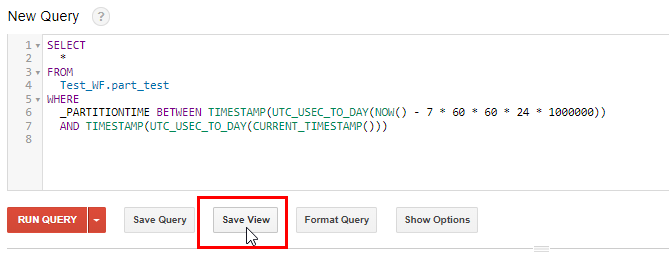 New Query ?
1 SELECT
2 *
3 FROM
4 Test_WF.part_test
5 WHERE
6 _PARTITIONTIME BETWEEN TIMESTAMP(UTC_USEC_TO_DAY(NOW() - 7 * 60 * 60 * 24 * 1000000))
7 AND TIMESTAMP(UTC_USEC_TO_DAY(CURRENT_TIMESTAMP()))
8
RUN QUERY Save Query Save View Format Query Show Options